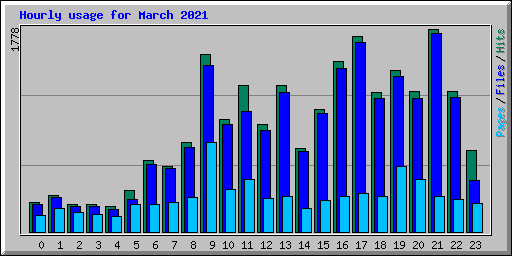 Hourly usage for March 2021
1778
Pages / Files / Hits
0 1 2 3 4 5 6 7 8 9 10 11 12 13 14 15 16 17 18 19 20 21 22 23